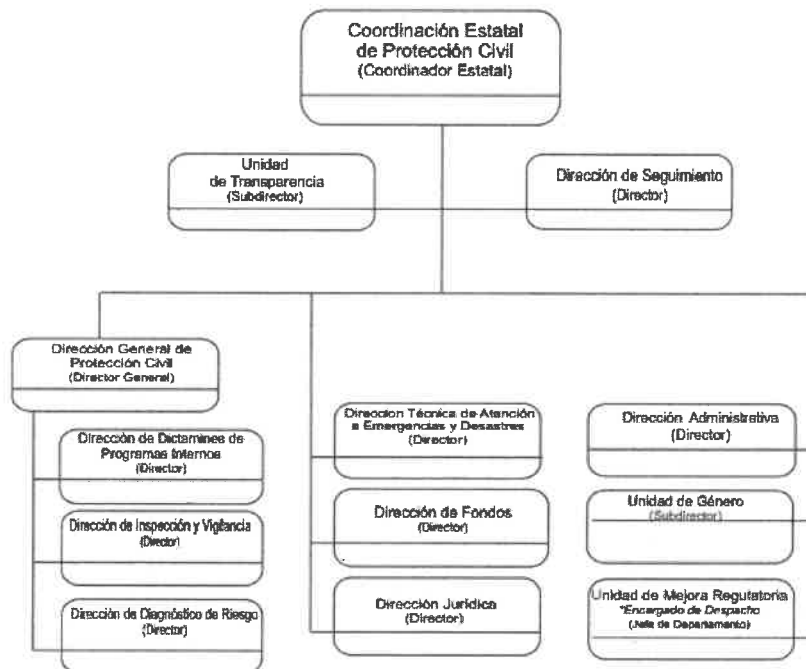 Coordinación Estatal
de Protección Civil
(Coordinador Estatal)
Unidad
de Transparencia
(Subdirector)
Dirección de Seguimiento
(Director)
Dirección General de
Protección Civil
(Director General)
Dirección de Dictamines de
Programas Internos
(Director)
Dirección de Inspección y Vigilancia
(Director)
Dirección de Diagnóstico de Riesgo
(Director)
Direccion Técnica de Atención
a Emergencias y Desastres
(Director)
Dirección de Fondos
(Director)
Dirección Jurídica
(Director)
Dirección Administrativa
(Director)
Unidad de Género
(Subdirector)
Unidad de Mejora Regulatoria
*Encargado de Despacho
(Jefe de Departamento)